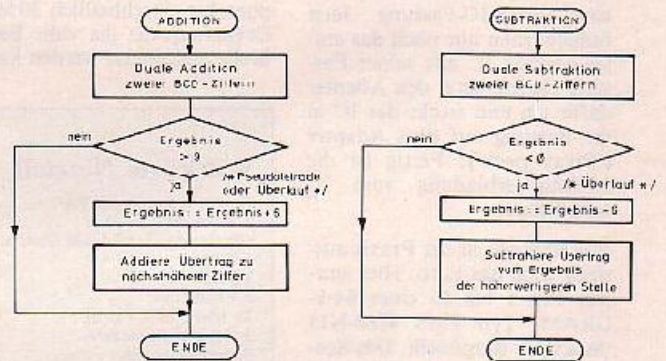 ADDITION
Duale Addition
zweier BCD-Ziffern
nein
Ergebnis
> 9
ja
/* Pseudotetrade
oder Überlauf */
Ergebnis := Ergebnis + 6
Addiere Übertrag zu
nächsthöherer Ziffer
ENDE
SUBTRAKTION
Duale Subtraktion
zweier BCD-Ziffern
nein
Ergebnis
< Ø
ja
/* Überlauf */
Ergebnis := Ergebnis - 6
Subtrahiere Übertrag
vom Ergebnis
der höherwertigeren Stelle
ENDE